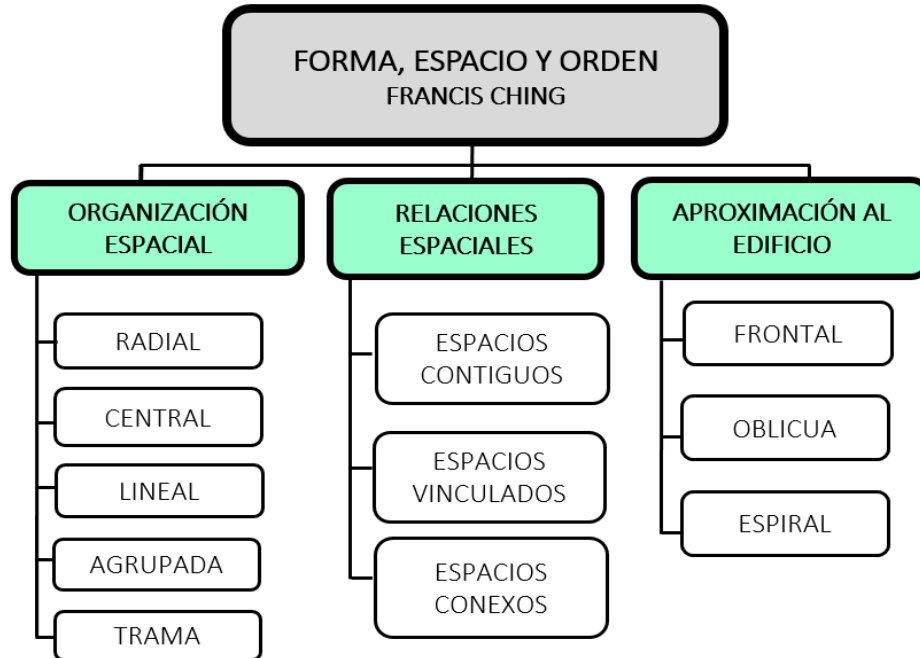 FORMA, ESPACIO Y ORDEN
FRANCIS CHING
ORGANIZACIÓN
ESPACIAL
RADIAL
CENTRAL
LINEAL
AGRUPADA
TRAMA
RELACIONES
ESPACIALES
ESPACIOS
CONTIGUOS
ESPACIOS
VINCULADOS
ESPACIOS
CONEXOS
APROXIMACIÓN AL
EDIFICIO
FRONTAL
OBLICUA
ESPIRAL